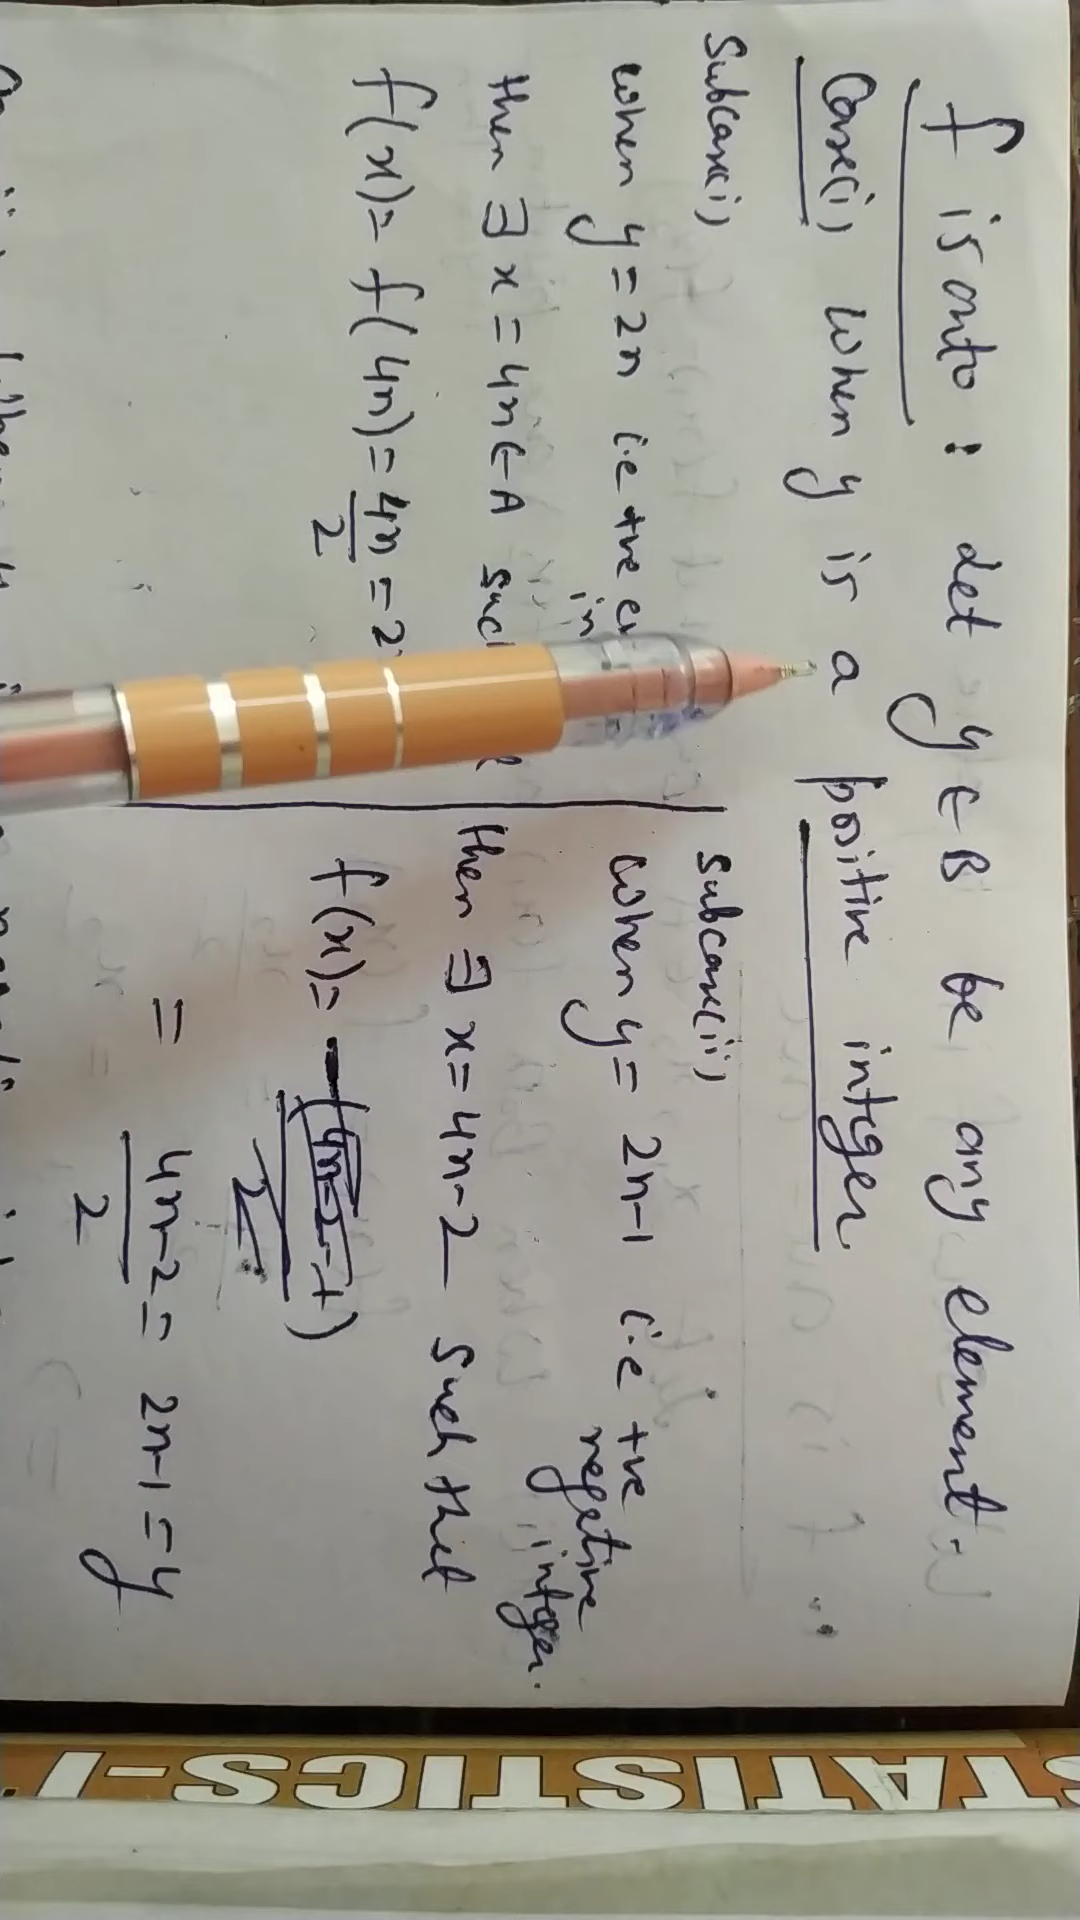 f is onto: Let y ∈ B be any element.
Case(i) When y is a positive integer.
Subcase(i)
When y = 2n i.e +ve
in
then ∃ x = 4n ∈ A
f(x) = f(4n) = 4n/2 = 2
Subcase(ii)
When y = 2n-1 i.e +ve
negative
integer.
then ∃ x = 4n-2 such that
f(x) =
= 4n-2/2 = 2n-1 = y
STATISTICS-I